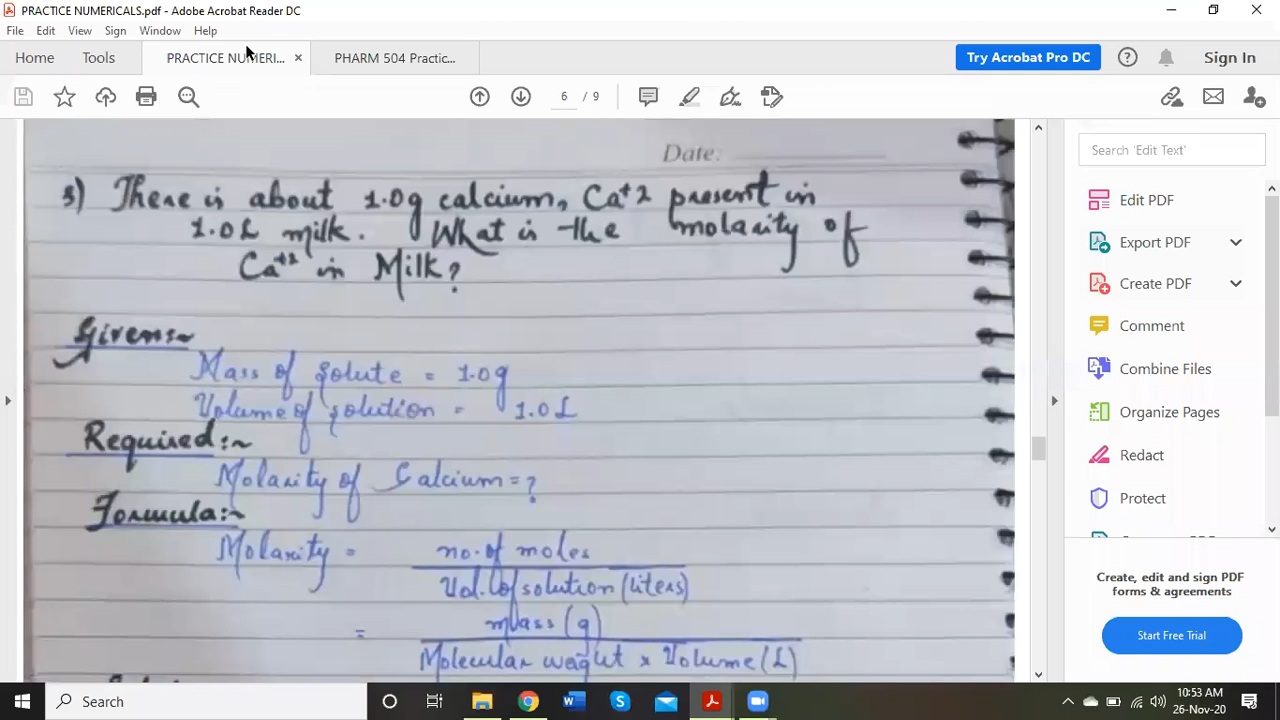 PRACTICE NUMERICALS.pdf - Adobe Acrobat Reader DC
File Edit View Sign Window Help
Home Tools PRACTICE NUMERI... × PHARM 504 Practic... Try Acrobat Pro DC Sign In
6 / 9
Search 'Edit Text'
Edit PDF
Export PDF
Create PDF
Comment
Combine Files
Organize Pages
Redact
Protect
Create, edit and sign PDF
forms & agreements
Start Free Trial
Date:
3) There is about 1.0g calcium, Ca+2 present in
1.0L milk. What is the molarity of
Ca+2 in Milk?
Given:~
Mass of solute = 1.0g
Volume of solution = 1.0L
Required:~
Molarity of Calcium = ?
Formula:~
Molarity = no. of moles
Vol. of solution (liters)
= mass (g)
Molecular waght x Volume (L)
Search
10:53 AM
26-Nov-20